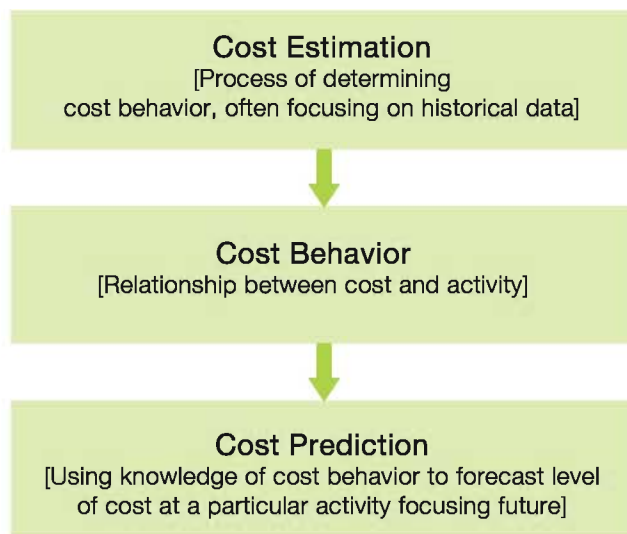 Cost Estimation
[Process of determining
cost behavior, often focusing on historical data]
Cost Behavior
[Relationship between cost and activity]
Cost Prediction
[Using knowledge of cost behavior to forecast level
of cost at a particular activity focusing future]